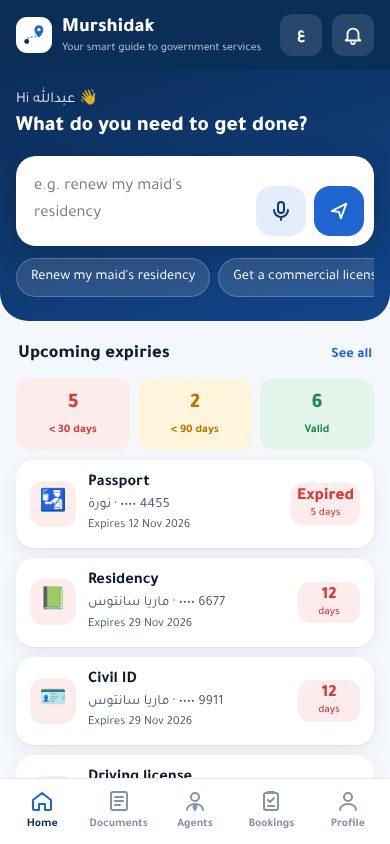 Murshidak
Your smart guide to government services
ع
Hi عبدالله 👋
What do you need to get done?
e.g. renew my maid's
residency
Renew my maid's residency
Get a commercial licens
Upcoming expiries
See all
5
< 30 days
2
< 90 days
6
Valid
Passport
نورة · •••• 4455
Expires 12 Nov 2026
Expired
5 days
Residency
ماريا سانتوس · •••• 6677
Expires 29 Nov 2026
12
days
Civil ID
ماريا سانتوس · •••• 9911
Expires 29 Nov 2026
12
days
Driving license
Home
Documents
Agents
Bookings
Profile